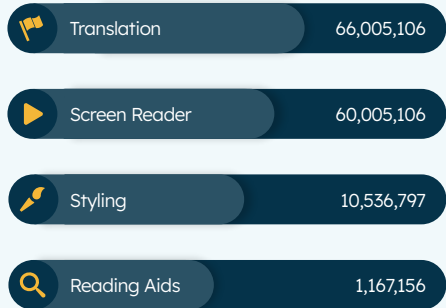 Translation 66,005,106
Screen Reader 60,005,106
Styling 10,536,797
Reading Aids 1,167,156